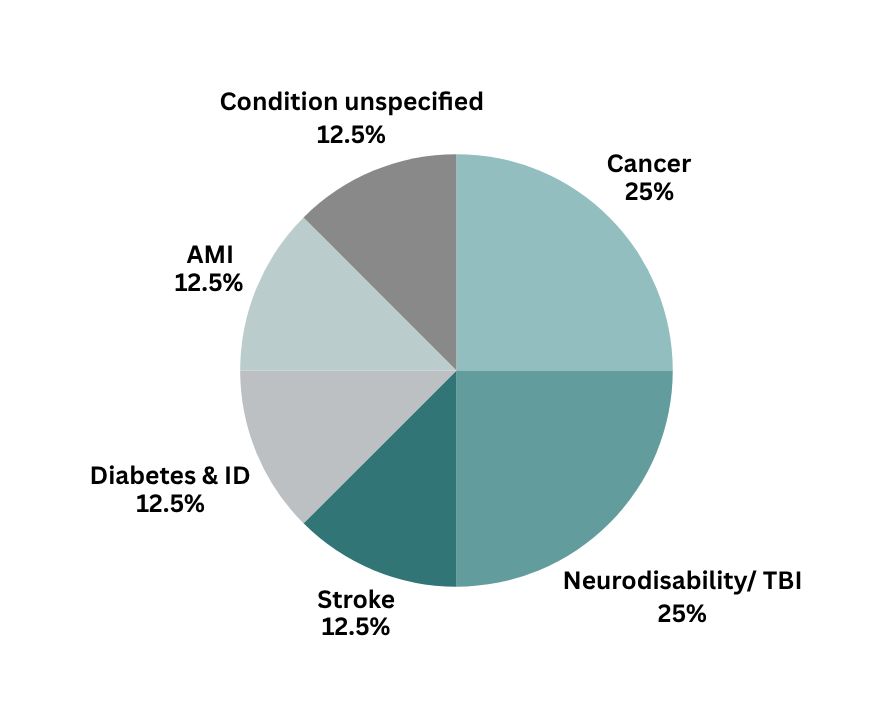 Condition unspecified
12.5%
Cancer
25%
AMI
12.5%
Diabetes & ID
12.5%
Stroke
12.5%
Neurodisability/ TBI
25%